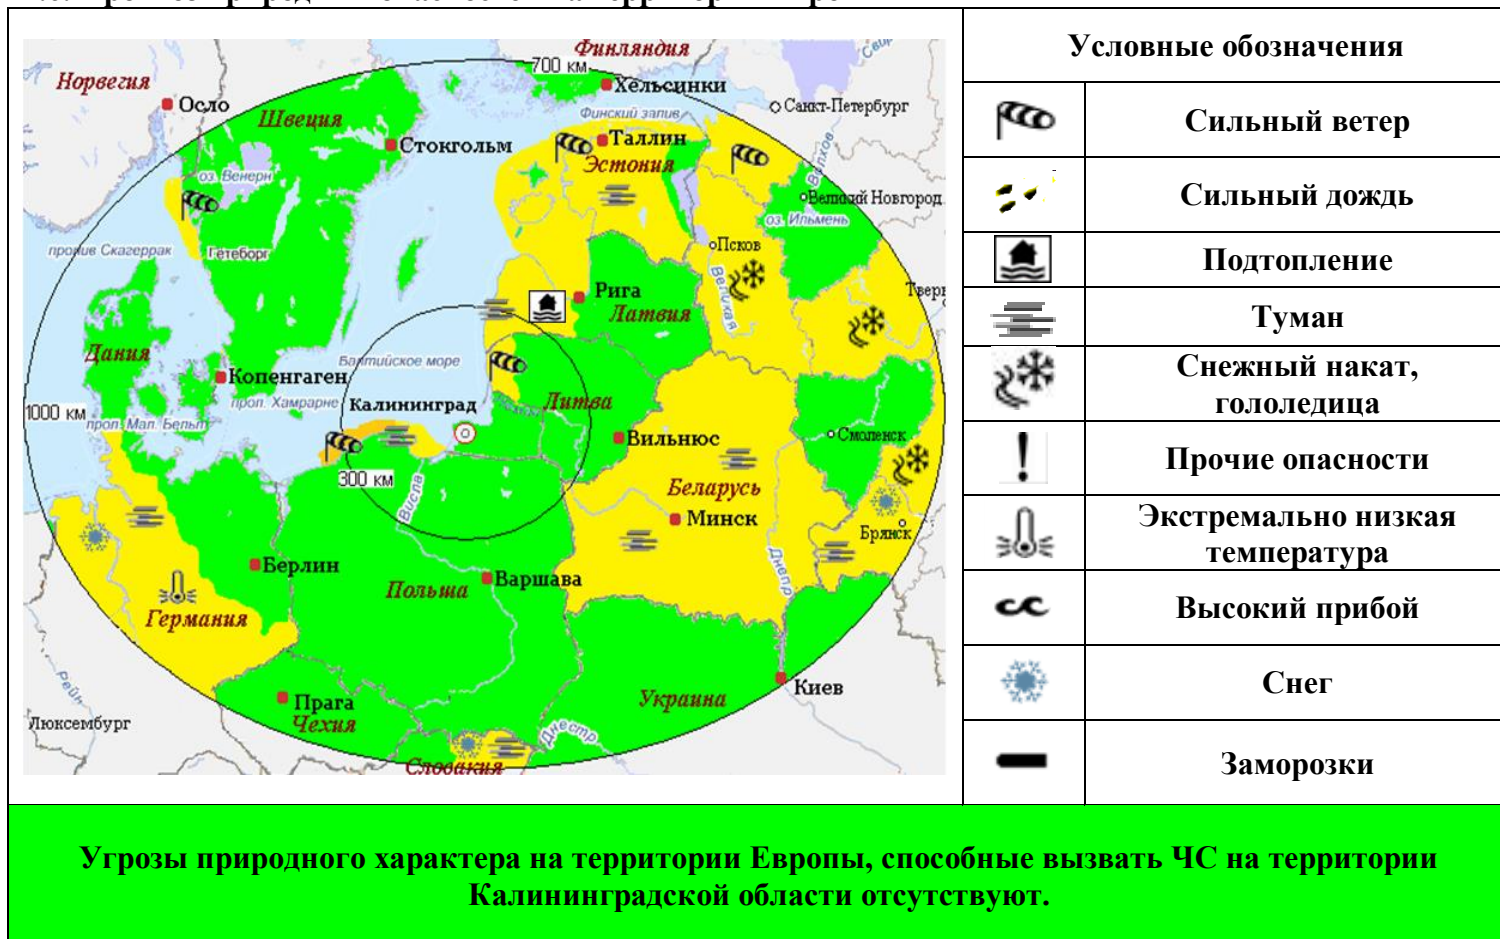 Условные обозначения
Сильный ветер
Сильный дождь
Подтопление
Туман
Снежный накат,
гололедица
Прочие опасности
Экстремально низкая
температура
Высокий прибой
Снег
Заморозки
Финляндия
700 км
Норвегия
Хельсинки
Осло
Санкт-Петербург
Швеция
Финский залив
Волхов
Стокгольм
Таллин
Эстония
оз. Венерн
Великий Новгород
оз. Ильмень
пролив Скагеррак
Гётеборг
Псков
Великая
Рига
Тверь
Латвия
Дания
Балтийское море
Копенгаген
Калининград
Литва
1000 км
проп. Хамрарне
проп. Мал. Бельт
Вильнюс
Смоленск
300 км
Висла
Беларусь
Минск
Брянск
Днепр
Берлин
Польша
Варшава
Германия
Рейн
Прага
Чехия
Украина
Киев
Люксембург
Днестр
Словакия
Угрозы природного характера на территории Европы, способные вызвать ЧС на территории
Калининградской области отсутствуют.